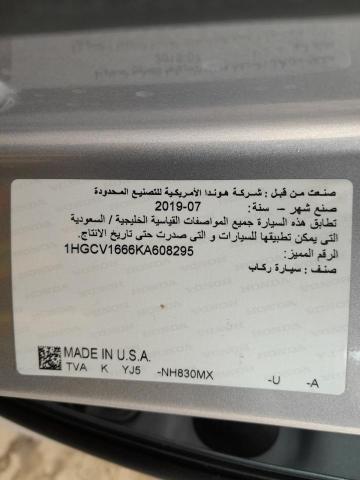 صنعت من قبل : شركة هوندا الأمريكية للتصنيع المحدودة
صنع شهر – سنة: 07-2019
تطابق هذه السيارة جميع المواصفات القياسية الخليجية / السعودية
التي يمكن تطبيقها للسيارات و التي صدرت حتى تاريخ الانتاج.
الرقم المميز: 1HGCV1666KA608295
صنف : سيارة ركاب
MADE IN U.S.A.
TVA K YJ5 -NH830MX -U -A